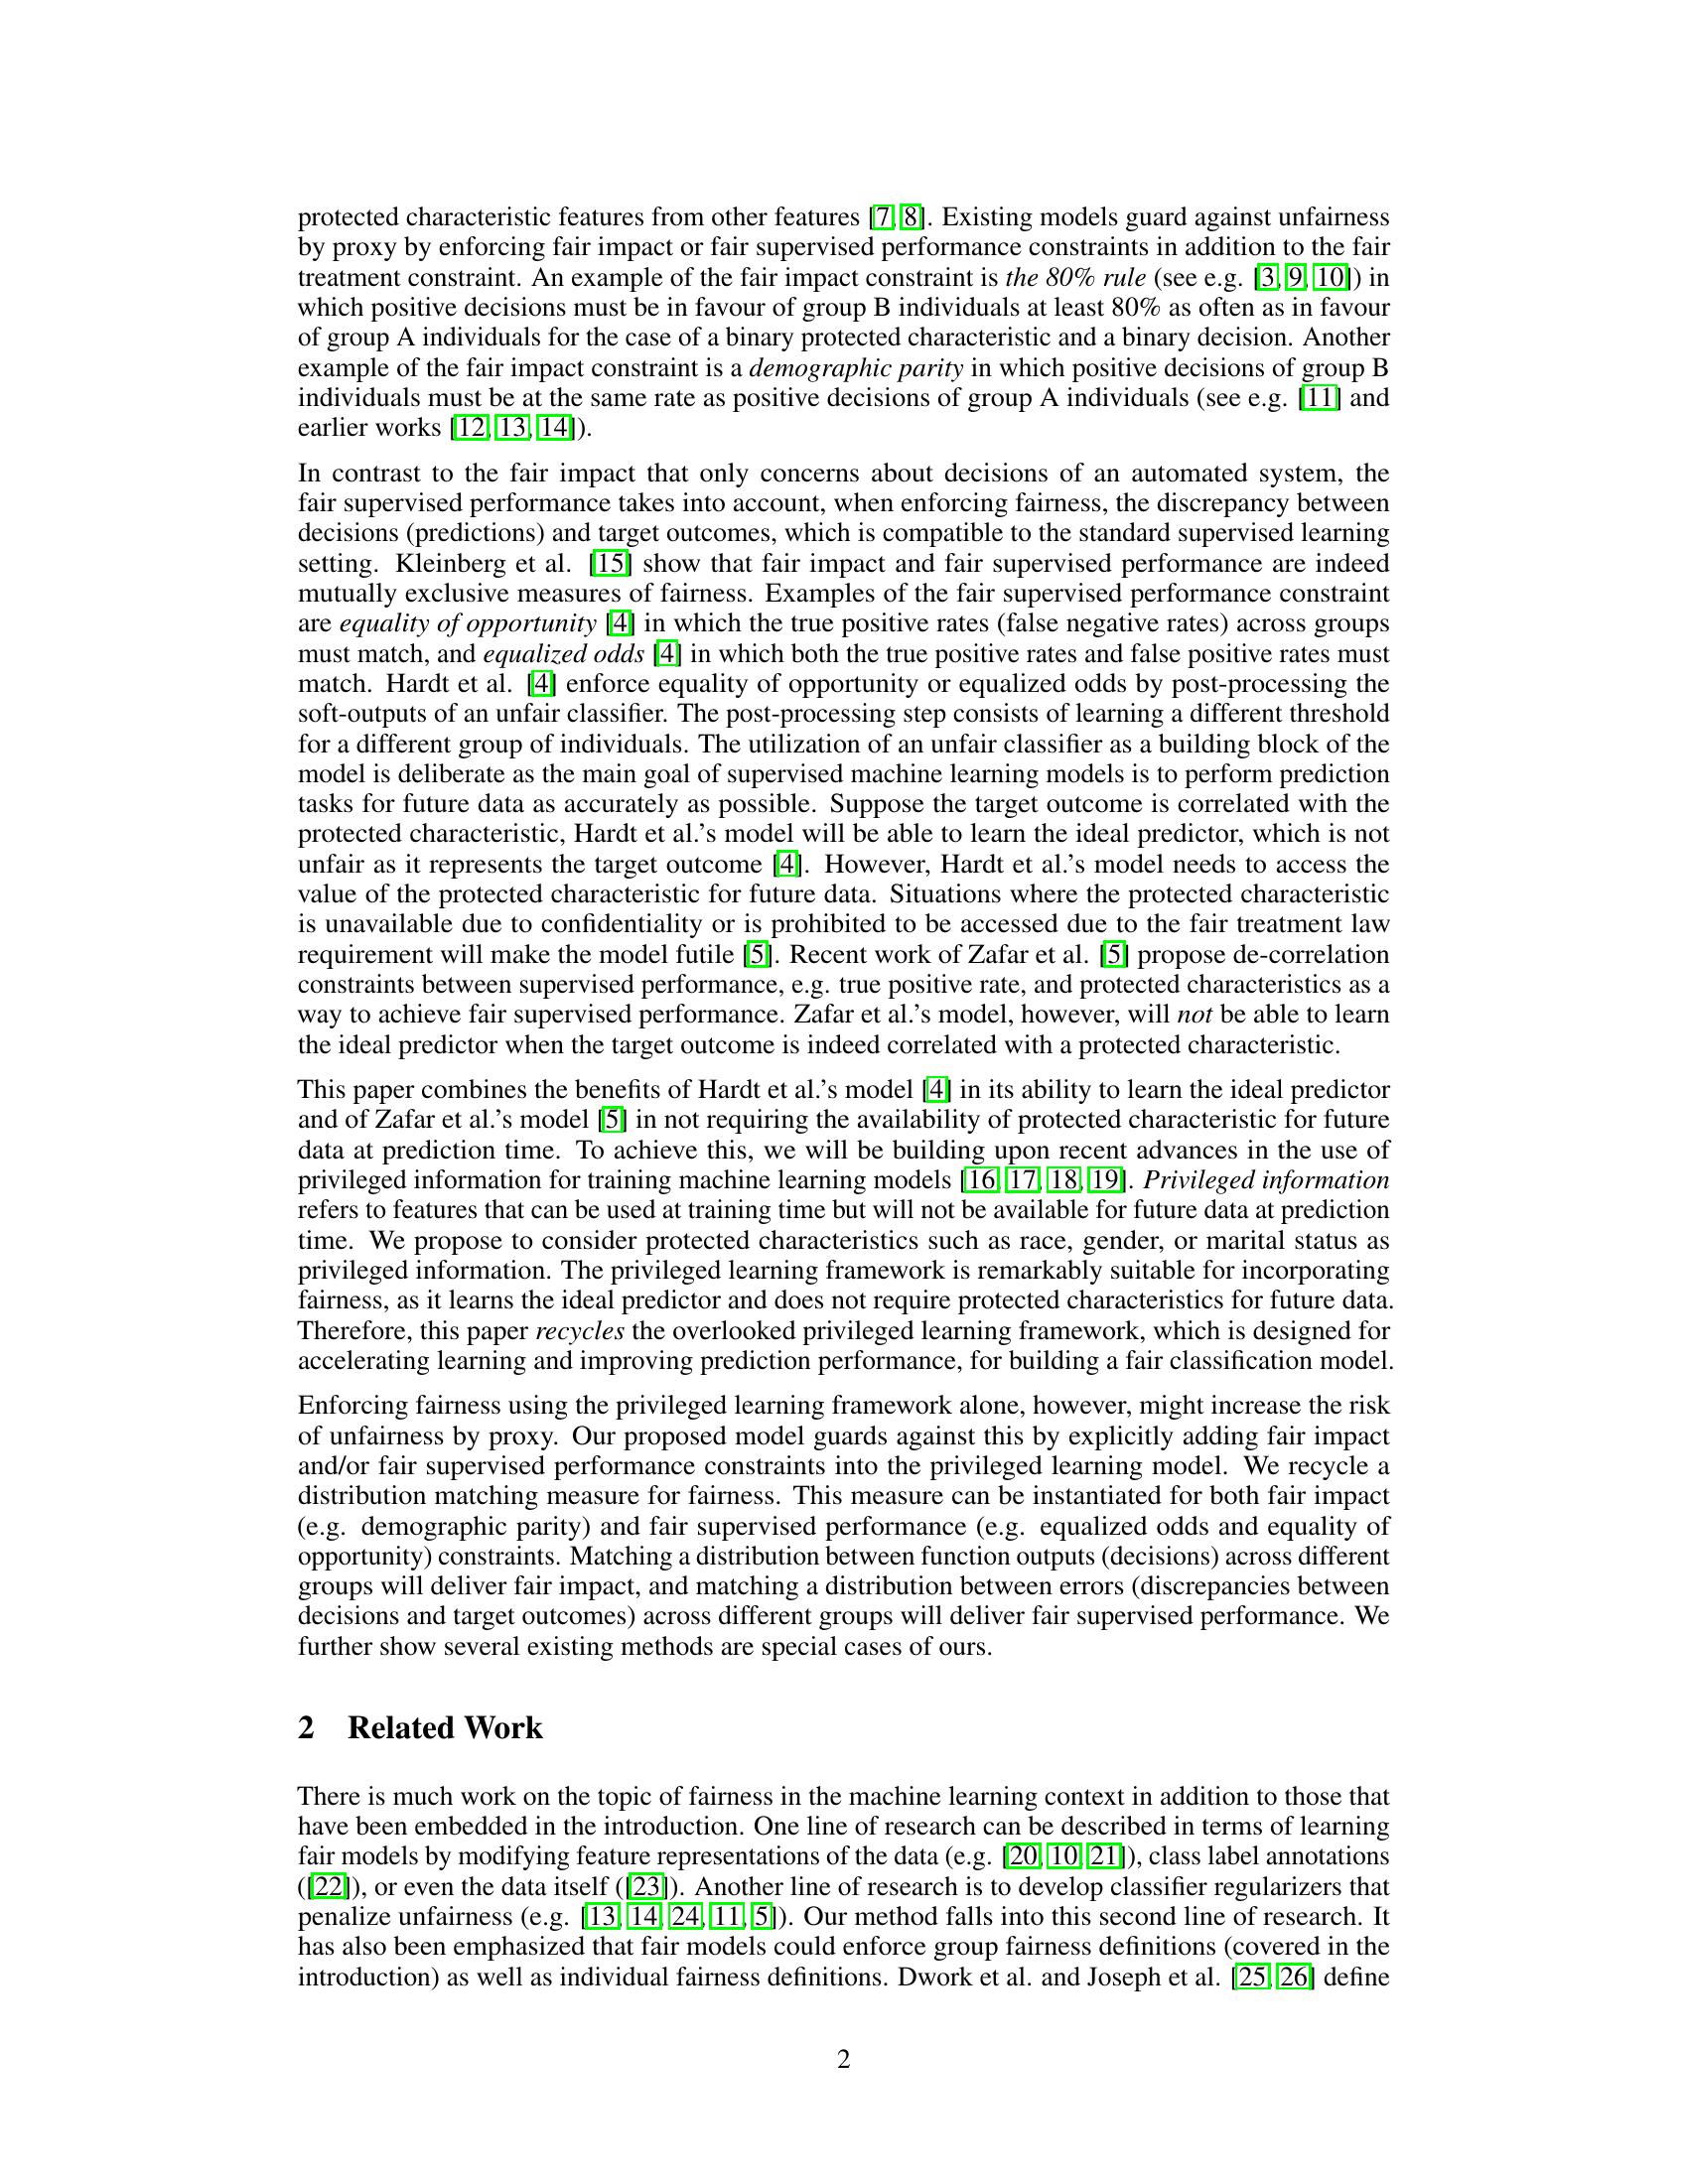 protected characteristic features from other features [7, 8]. Existing models guard against unfairness
by proxy by enforcing fair impact or fair supervised performance constraints in addition to the fair
treatment constraint. An example of the fair impact constraint is the 80% rule (see e.g. [3, 9, 10]) in
which positive decisions must be in favour of group B individuals at least 80% as often as in favour
of group A individuals for the case of a binary protected characteristic and a binary decision. Another
example of the fair impact constraint is a demographic parity in which positive decisions of group B
individuals must be at the same rate as positive decisions of group A individuals (see e.g. [11] and
earlier works [12, 13, 14]).
In contrast to the fair impact that only concerns about decisions of an automated system, the
fair supervised performance takes into account, when enforcing fairness, the discrepancy between
decisions (predictions) and target outcomes, which is compatible to the standard supervised learning
setting. Kleinberg et al. [15] show that fair impact and fair supervised performance are indeed
mutually exclusive measures of fairness. Examples of the fair supervised performance constraint
are equality of opportunity [4] in which the true positive rates (false negative rates) across groups
must match, and equalized odds [4] in which both the true positive rates and false positive rates must
match. Hardt et al. [4] enforce equality of opportunity or equalized odds by post-processing the
soft-outputs of an unfair classifier. The post-processing step consists of learning a different threshold
for a different group of individuals. The utilization of an unfair classifier as a building block of the
model is deliberate as the main goal of supervised machine learning models is to perform prediction
tasks for future data as accurately as possible. Suppose the target outcome is correlated with the
protected characteristic, Hardt et al.'s model will be able to learn the ideal predictor, which is not
unfair as it represents the target outcome [4]. However, Hardt et al.'s model needs to access the
value of the protected characteristic for future data. Situations where the protected characteristic
is unavailable due to confidentiality or is prohibited to be accessed due to the fair treatment law
requirement will make the model futile [5]. Recent work of Zafar et al. [5] propose de-correlation
constraints between supervised performance, e.g. true positive rate, and protected characteristics as a
way to achieve fair supervised performance. Zafar et al.'s model, however, will not be able to learn
the ideal predictor when the target outcome is indeed correlated with a protected characteristic.
This paper combines the benefits of Hardt et al.'s model [4] in its ability to learn the ideal predictor
and of Zafar et al.'s model [5] in not requiring the availability of protected characteristic for future
data at prediction time. To achieve this, we will be building upon recent advances in the use of
privileged information for training machine learning models [16, 17, 18, 19]. Privileged information
refers to features that can be used at training time but will not be available for future data at prediction
time. We propose to consider protected characteristics such as race, gender, or marital status as
privileged information. The privileged learning framework is remarkably suitable for incorporating
fairness, as it learns the ideal predictor and does not require protected characteristics for future data.
Therefore, this paper recycles the overlooked privileged learning framework, which is designed for
accelerating learning and improving prediction performance, for building a fair classification model.
Enforcing fairness using the privileged learning framework alone, however, might increase the risk
of unfairness by proxy. Our proposed model guards against this by explicitly adding fair impact
and/or fair supervised performance constraints into the privileged learning model. We recycle a
distribution matching measure for fairness. This measure can be instantiated for both fair impact
(e.g. demographic parity) and fair supervised performance (e.g. equalized odds and equality of
opportunity) constraints. Matching a distribution between function outputs (decisions) across different
groups will deliver fair impact, and matching a distribution between errors (discrepancies between
decisions and target outcomes) across different groups will deliver fair supervised performance. We
further show several existing methods are special cases of ours.
2 Related Work
There is much work on the topic of fairness in the machine learning context in addition to those that
have been embedded in the introduction. One line of research can be described in terms of learning
fair models by modifying feature representations of the data (e.g. [20, 10, 21]), class label annotations
([22]), or even the data itself ([23]). Another line of research is to develop classifier regularizers that
penalize unfairness (e.g. [13, 14, 24, 11, 5]). Our method falls into this second line of research. It
has also been emphasized that fair models could enforce group fairness definitions (covered in the
introduction) as well as individual fairness definitions. Dwork et al. and Joseph et al. [25, 26] define
2